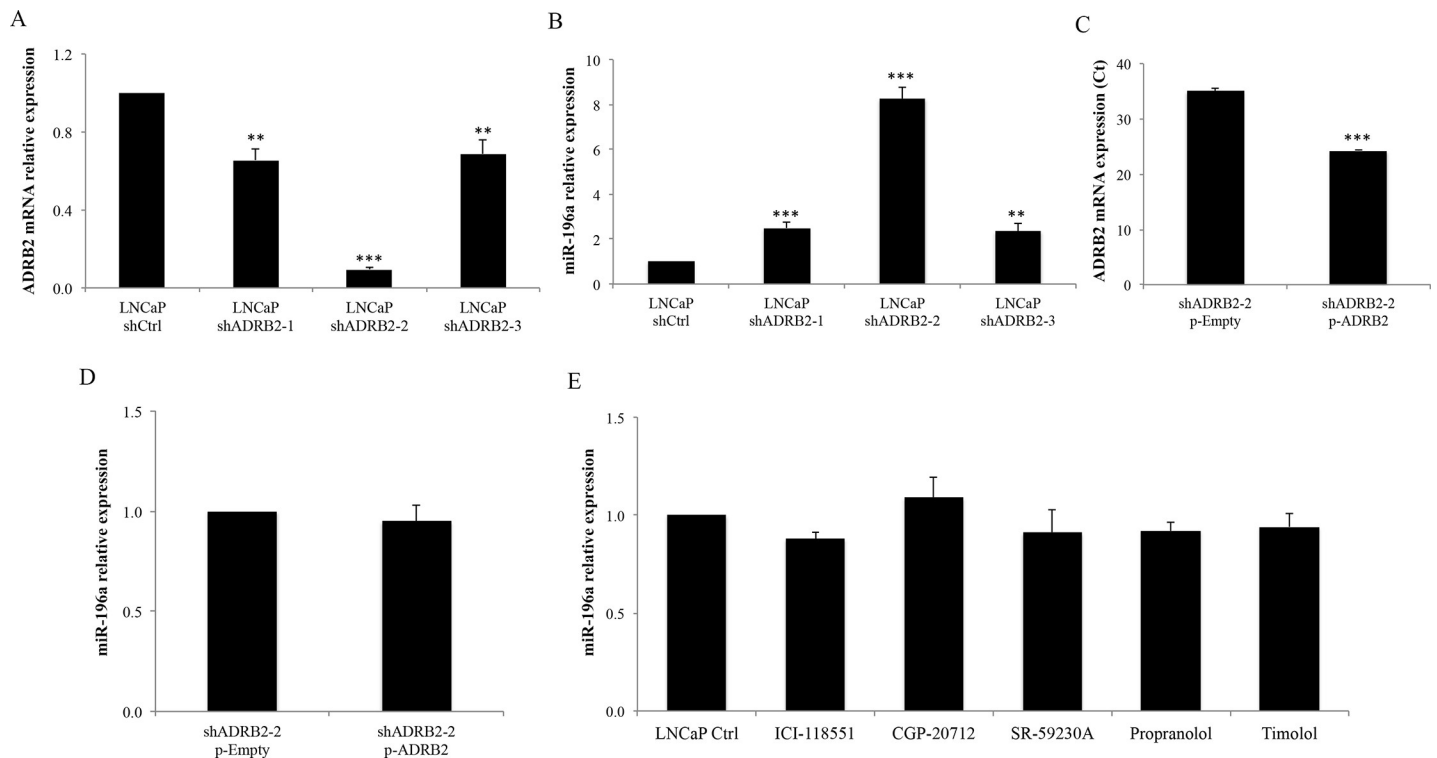 A
ADRB2 mRNA relative expression
1.2
0.8
0.4
0.0
**
***
**
LNCaP
shCtrl
LNCaP
shADRB2-1
LNCaP
shADRB2-2
LNCaP
shADRB2-3
B
miR-196a relative expression
10
8
6
4
2
0
***
***
**
LNCaP
shCtrl
LNCaP
shADRB2-1
LNCaP
shADRB2-2
LNCaP
shADRB2-3
C
ADRB2 mRNA expression (Ct)
40
30
20
10
0
***
shADRB2-2
p-Empty
shADRB2-2
p-ADRB2
D
miR-196a relative expression
1.5
1.0
0.5
0.0
shADRB2-2
p-Empty
shADRB2-2
p-ADRB2
E
miR-196a relative expression
1.5
1.0
0.5
0.0
LNCaP Ctrl
ICI-118551
CGP-20712
SR-59230A
Propranolol
Timolol